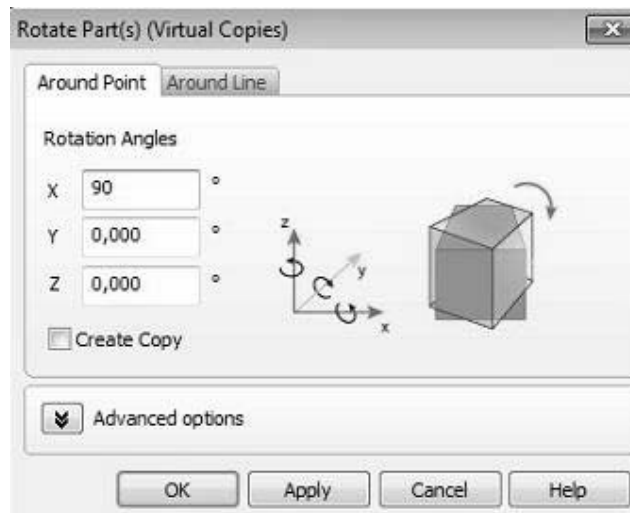 Rotate Part(s) (Virtual Copies)
Around Point Around Line
Rotation Angles
X 90 °
Y 0,000 °
Z 0,000 °
z
y
x
Create Copy
Advanced options
OK Apply Cancel Help